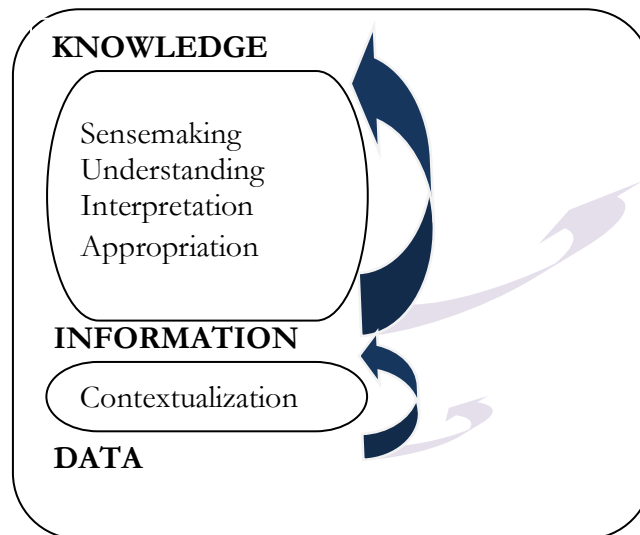 KNOWLEDGE
Sensemaking
Understanding
Interpretation
Appropriation
INFORMATION
Contextualization
DATA